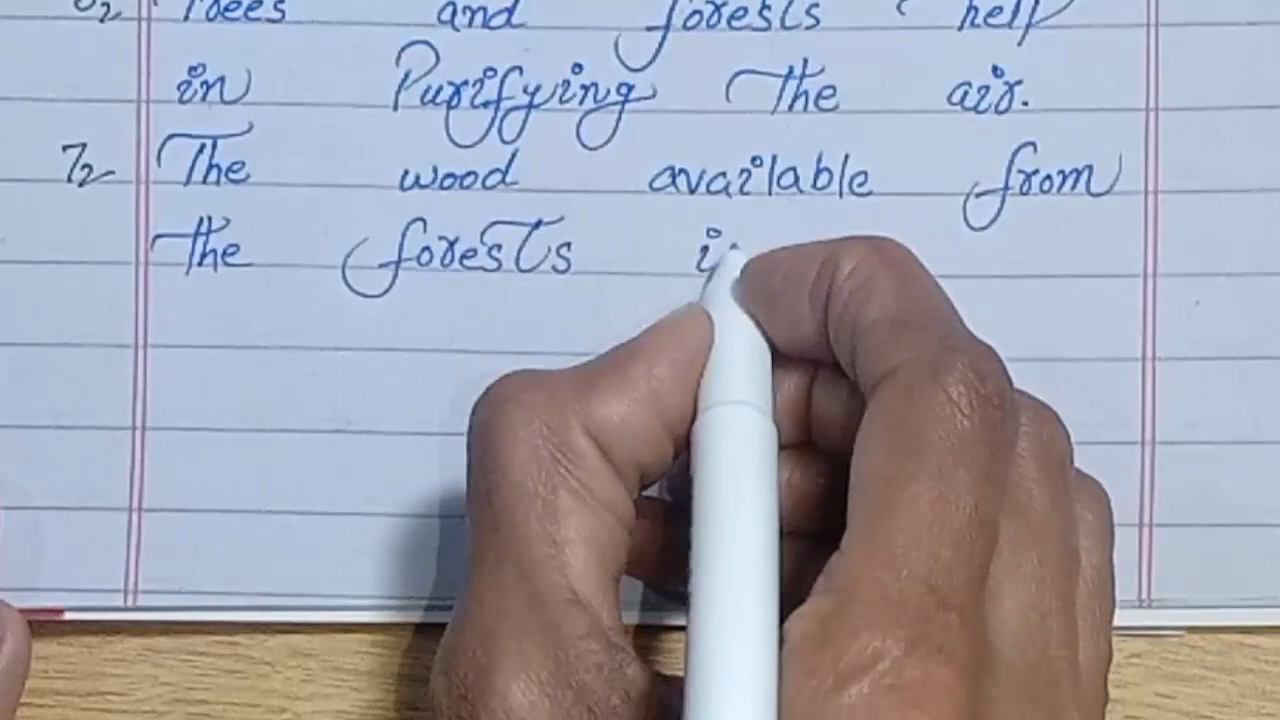 Trees and forests help
in Purifying the air.
7. The wood available from
the forests i